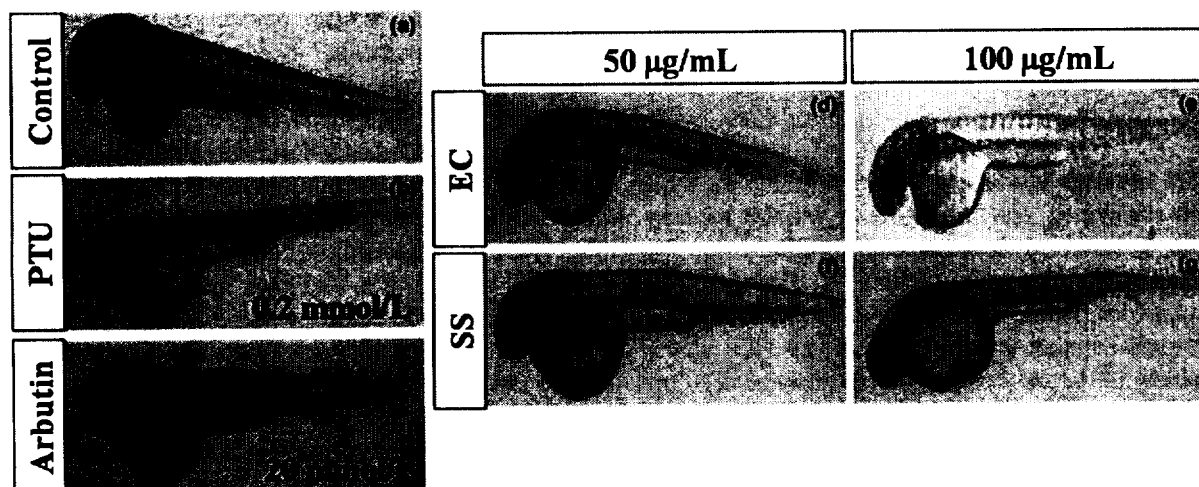 Control
(a)
PTU
0.2 mmol/L
Arbutin
50 μg/mL
100 μg/mL
EC
(d)
SS